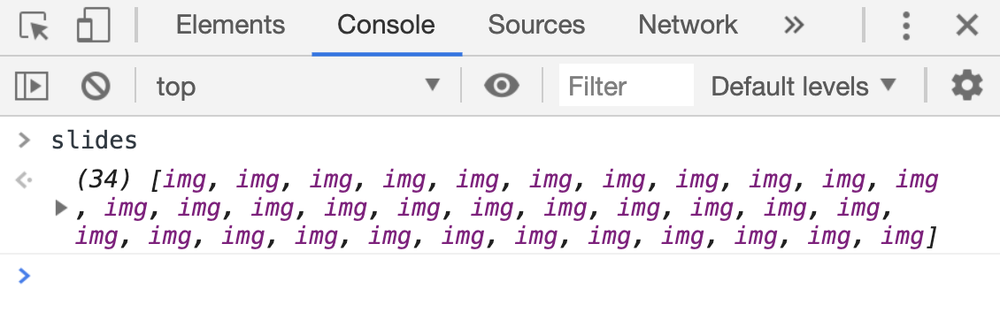 Elements Console Sources Network »
top ▼ Filter Default levels ▼
> slides
(34) [img, img, img, img, img, img, img, img, img, img, img
, img, img, img, img, img, img, img, img, img, img, img,
img, img, img, img, img, img, img, img, img, img, img, img]
>